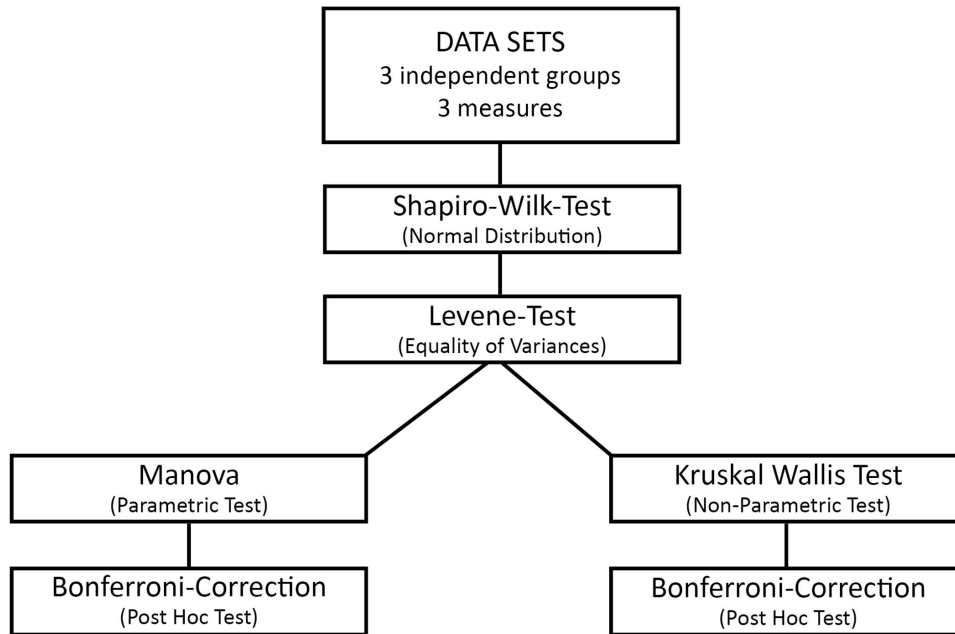 DATA SETS
3 independent groups
3 measures
Shapiro-Wilk-Test
(Normal Distribution)
Levene-Test
(Equality of Variances)
Manova
(Parametric Test)
Kruskal Wallis Test
(Non-Parametric Test)
Bonferroni-Correction
(Post Hoc Test)
Bonferroni-Correction
(Post Hoc Test)